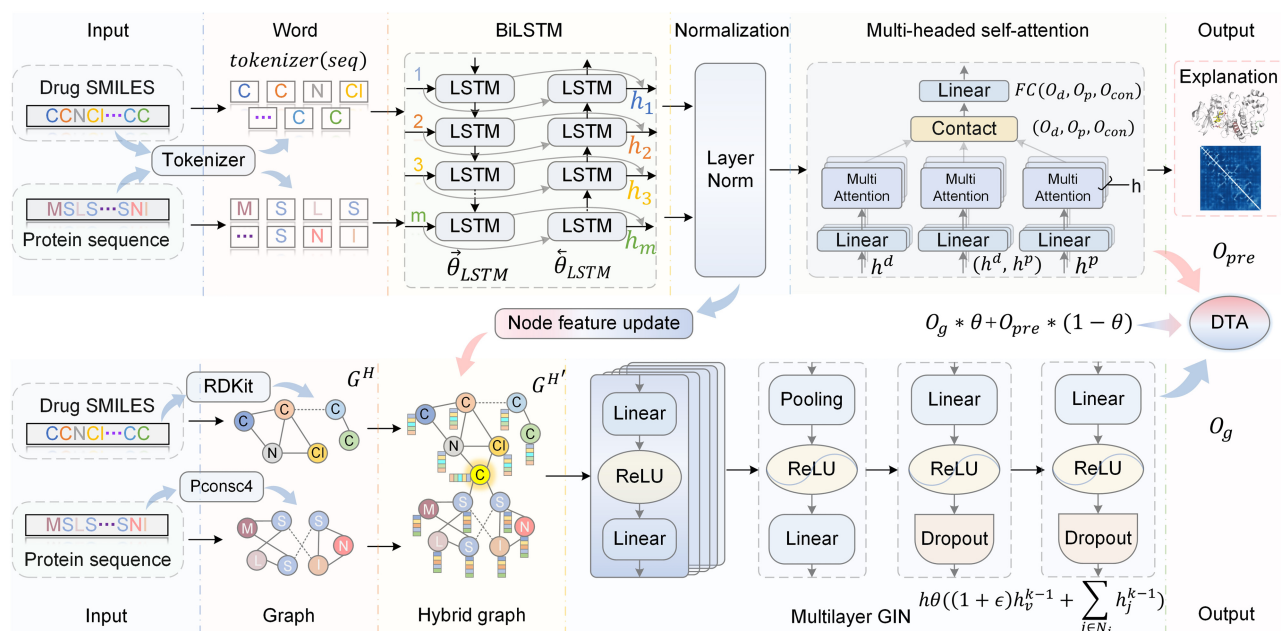 Input
Word
BiLSTM
Normalization
Multi-headed self-attention
Output
Drug SMILES
CCNCl···CC
Tokenizer
MSLS···SNI
Protein sequence
tokenizer(seq)
C C N Cl
··· C C
M S L S
··· S N I
1 LSTM LSTM h_1
2 LSTM LSTM h_2
3 LSTM LSTM h_3
m LSTM LSTM h_m
θ⃗_LSTM θ⃖_LSTM
Layer
Norm
Linear FC(O_d, O_p, O_con)
Contact (O_d, O_p, O_con)
Multi Attention
Multi Attention
Multi Attention
h
Linear Linear Linear
h^d (h^d, h^p) h^p
Explanation
O_pre
Node feature update
O_g * θ+O_pre * (1 − θ)
DTA
Drug SMILES
CCNCl···CC
RDKit
G^H
C C C
N Cl C
Pconsc4
MSLS···SNI
Protein sequence
M S S
L S I N
G^H′
C C C
N Cl C
C
M S S N
L S I
Linear
ReLU
Linear
Pooling
ReLU
Linear
Linear
ReLU
Dropout
Linear
ReLU
Dropout
O_g
hθ((1 + ϵ)h_v^{k−1} + ∑_{j∈N_i} h_j^{k−1})
Input
Graph
Hybrid graph
Multilayer GIN
Output